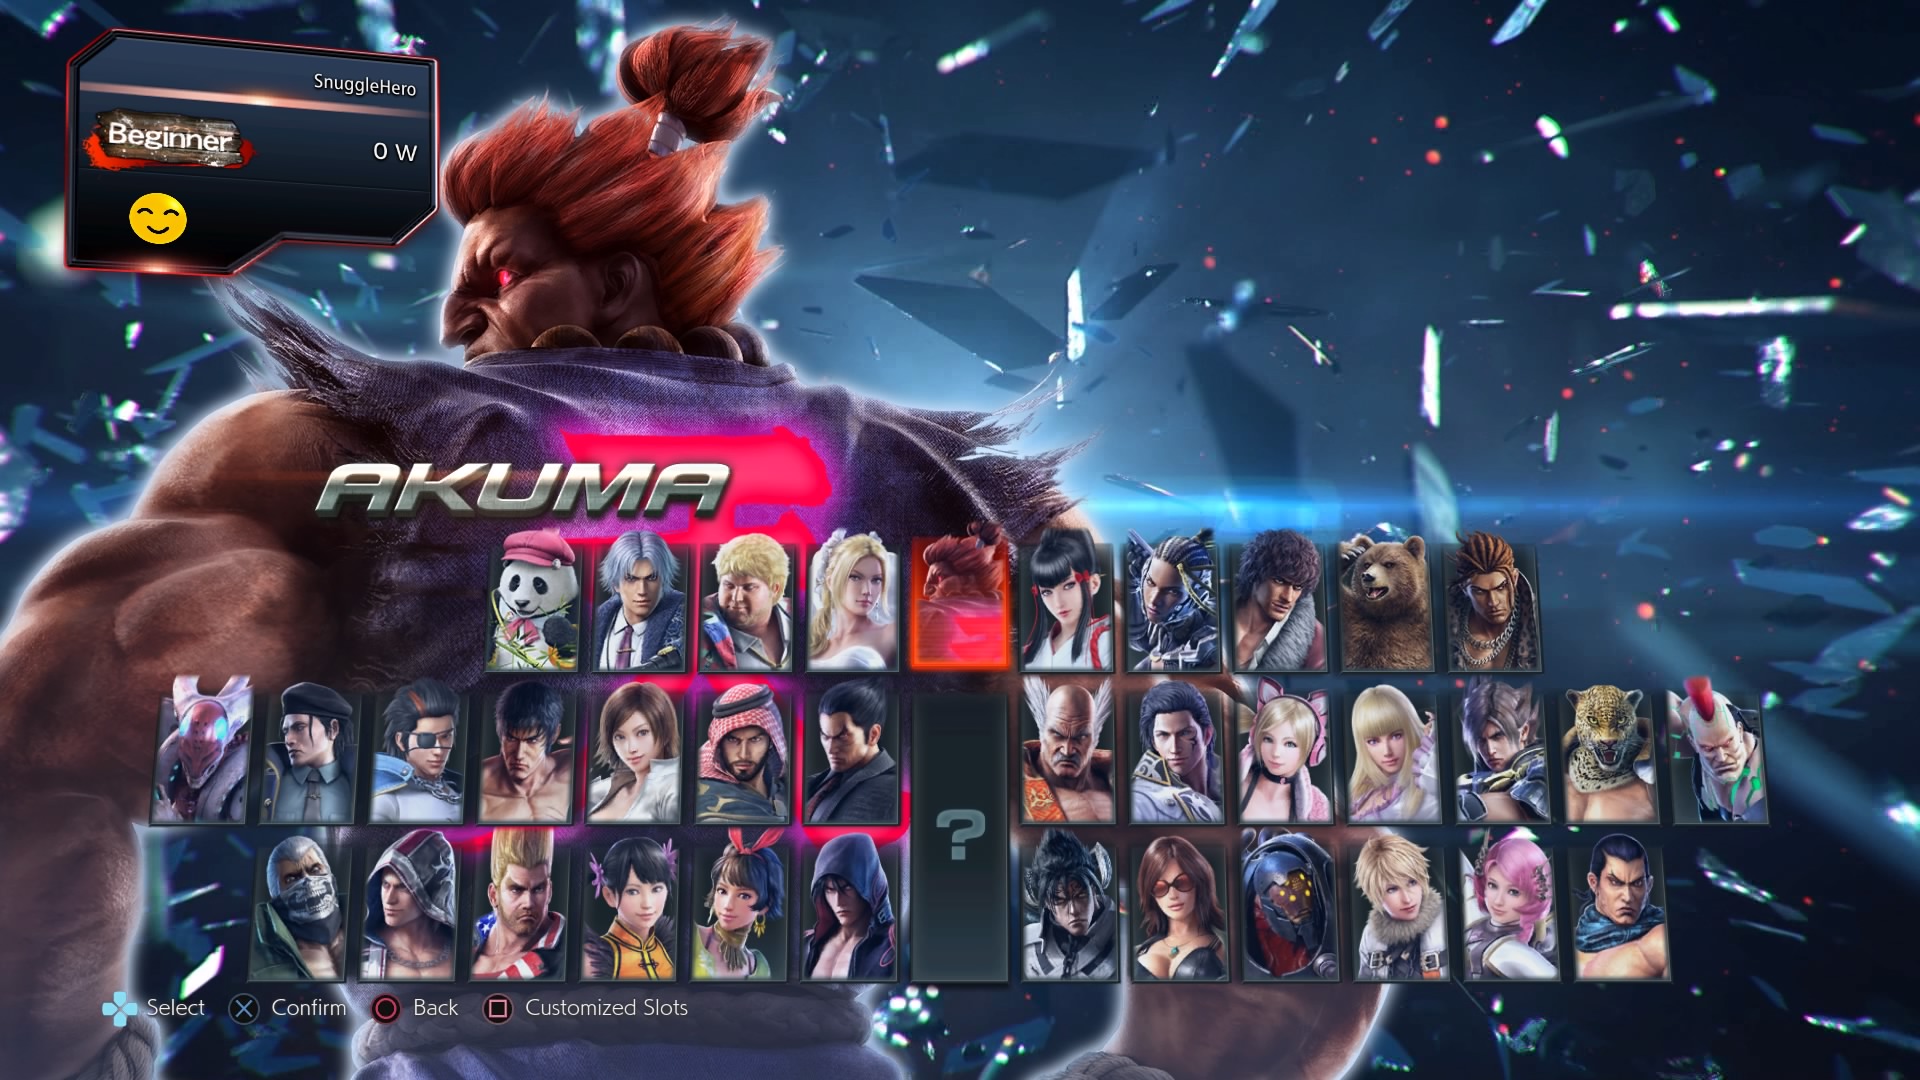 SnuggleHero
Beginner
0 W
AKUMA
?
Select
Confirm
Back
Customized Slots